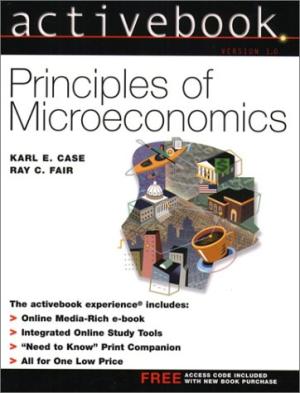 activebook.
VERSION 1.0
Principles of
Microeconomics
KARL E. CASE
RAY C. FAIR
The activebook experience® includes:
> Online Media-Rich e-book
> Integrated Online Study Tools
> "Need to Know" Print Companion
> All for One Low Price
FREE ACCESS CODE INCLUDED
WITH NEW BOOK PURCHASE